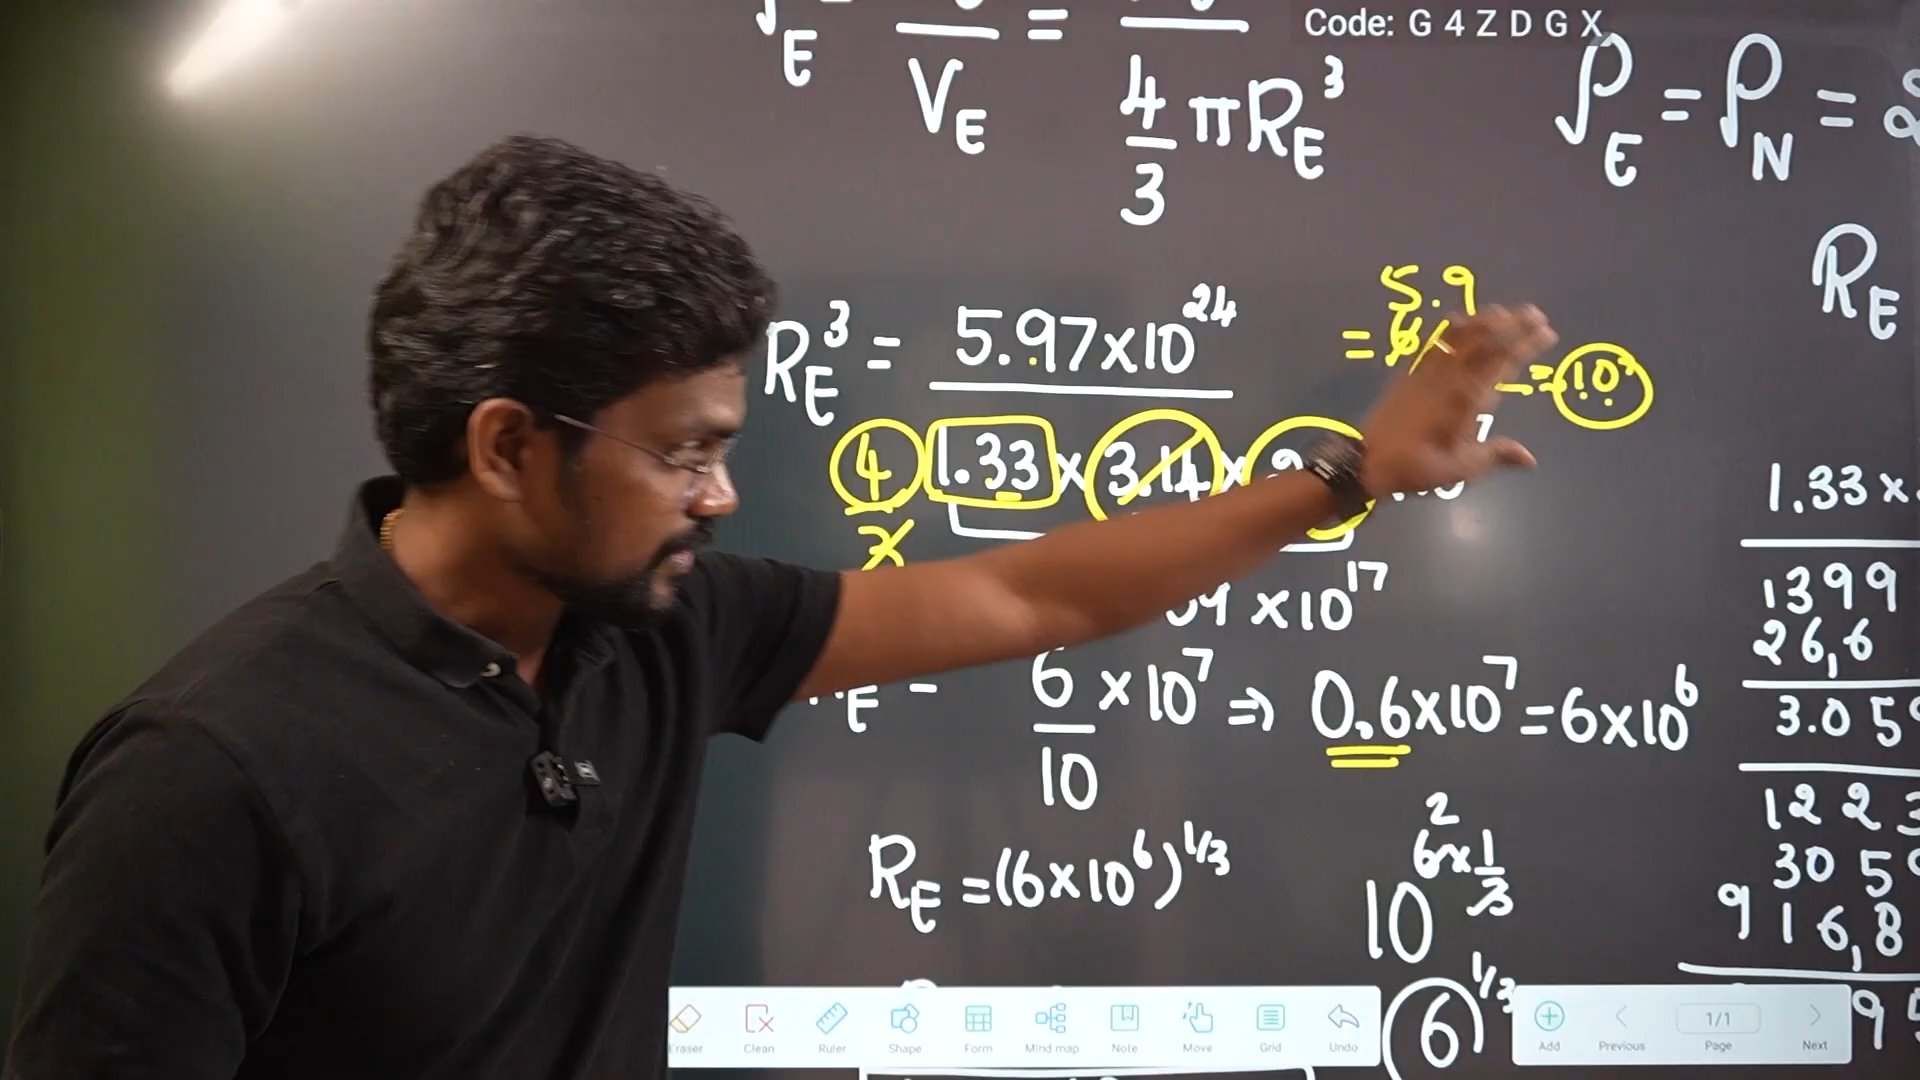 Code: G 4 Z D G X
E = V_E = 4/3 πR_E^3
ρ_E = ρ_N =
R_E
5.9
R_E^3 = 5.97×10^24 =
=10
4 1.33 × 3.14 ×
1.33 ×
×10^17
1399
26,6
6/10 ×10^7 ⇒ 0.6×10^7 = 6×10^6
3.05
R_E = (6×10^6)^1/3
2
10^6×1/3
122
305
916,8
(6)^1/3
Eraser Clean Ruler Shape Form Mind map Note Move Grid Undo
Add Previous 1/1 Page Next